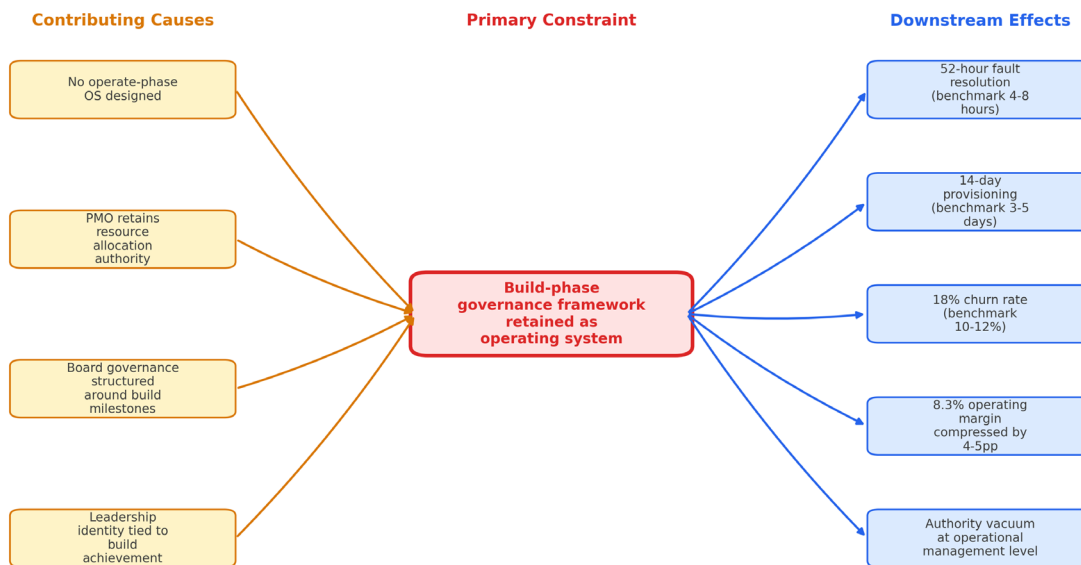 Contributing Causes
Primary Constraint
Downstream Effects
No operate-phase
OS designed
PMO retains
resource
allocation
authority
Board governance
structured
around build
milestones
Leadership
identity tied to
build
achievement
Build-phase
governance framework
retained as
operating system
52-hour fault
resolution
(benchmark 4-8
hours)
14-day
provisioning
(benchmark 3-5
days)
18% churn rate
(benchmark
10-12%)
8.3% operating
margin
compressed by
4-5pp
Authority vacuum
at operational
management level